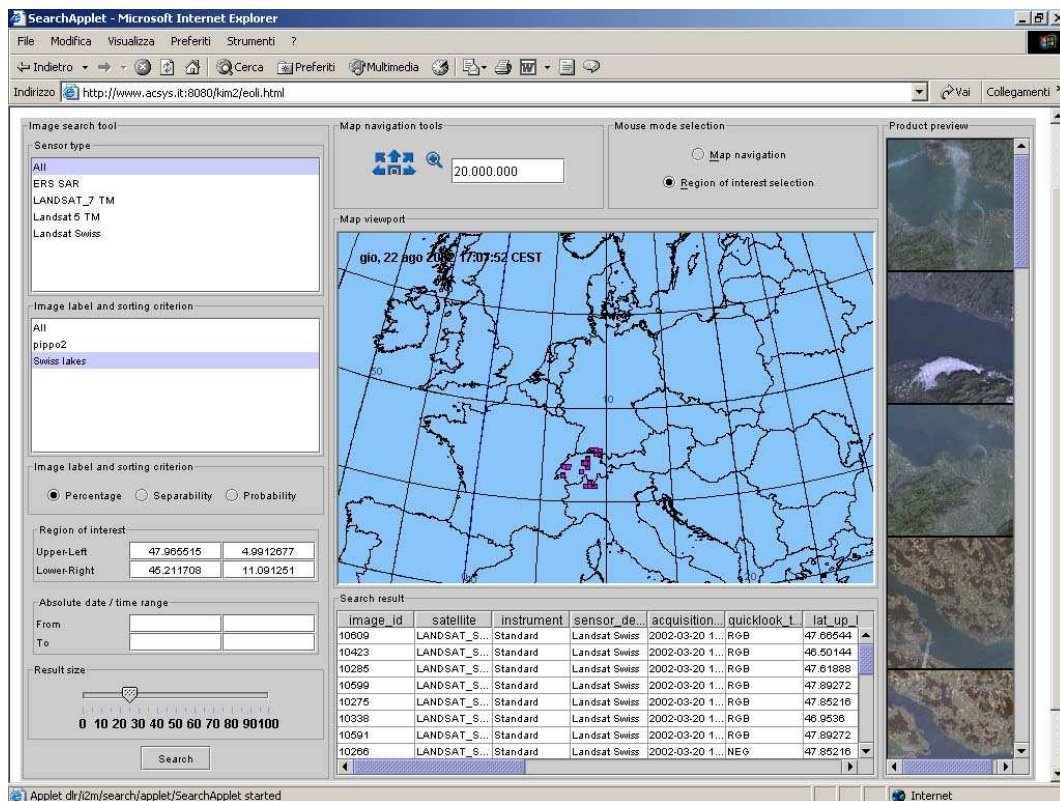 SearchApplet - Microsoft Internet Explorer
File Modifica Visualizza Preferiti Strumenti ?
Indietro Cerca Preferiti Multimedia
Indirizzo http://www.acsys.it:8080/kim2/eoli.html Vai Collegamenti
Image search tool
Sensor type
All
ERS SAR
LANDSAT_7 TM
Landsat 5 TM
Landsat Swiss
Image label and sorting criterion
All
pippo2
Swiss lakes
Image label and sorting criterion
Percentage Separability Probability
Region of interest
Upper-Left 47.965515 4.9912677
Lower-Right 45.211708 11.091251
Absolute date / time range
From
To
Result size
0 10 20 30 40 50 60 70 80 90100
Search
Map navigation tools
20.000.000
Mouse mode selection
Map navigation
Region of interest selection
Map viewport
gio, 22 ago 2002 17:07:52 CEST
50
10
20
Search result
image_id satellite instrument sensor_de... acquisition... quicklook_t... lat_up_l
10609 LANDSAT_S... Standard Landsat Swiss 2002-03-20 1... RGB 47.66544
10423 LANDSAT_S... Standard Landsat Swiss 2002-03-20 1... RGB 46.50144
10285 LANDSAT_S... Standard Landsat Swiss 2002-03-20 1... RGB 47.61888
10599 LANDSAT_S... Standard Landsat Swiss 2002-03-20 1... RGB 47.89272
10275 LANDSAT_S... Standard Landsat Swiss 2002-03-20 1... RGB 47.85216
10338 LANDSAT_S... Standard Landsat Swiss 2002-03-20 1... RGB 46.9536
10591 LANDSAT_S... Standard Landsat Swiss 2002-03-20 1... RGB 47.89272
10266 LANDSAT_S... Standard Landsat Swiss 2002-03-20 1... NEG 47.85216
Product preview
Applet dlr/i2m/search/applet/SearchApplet started
Internet